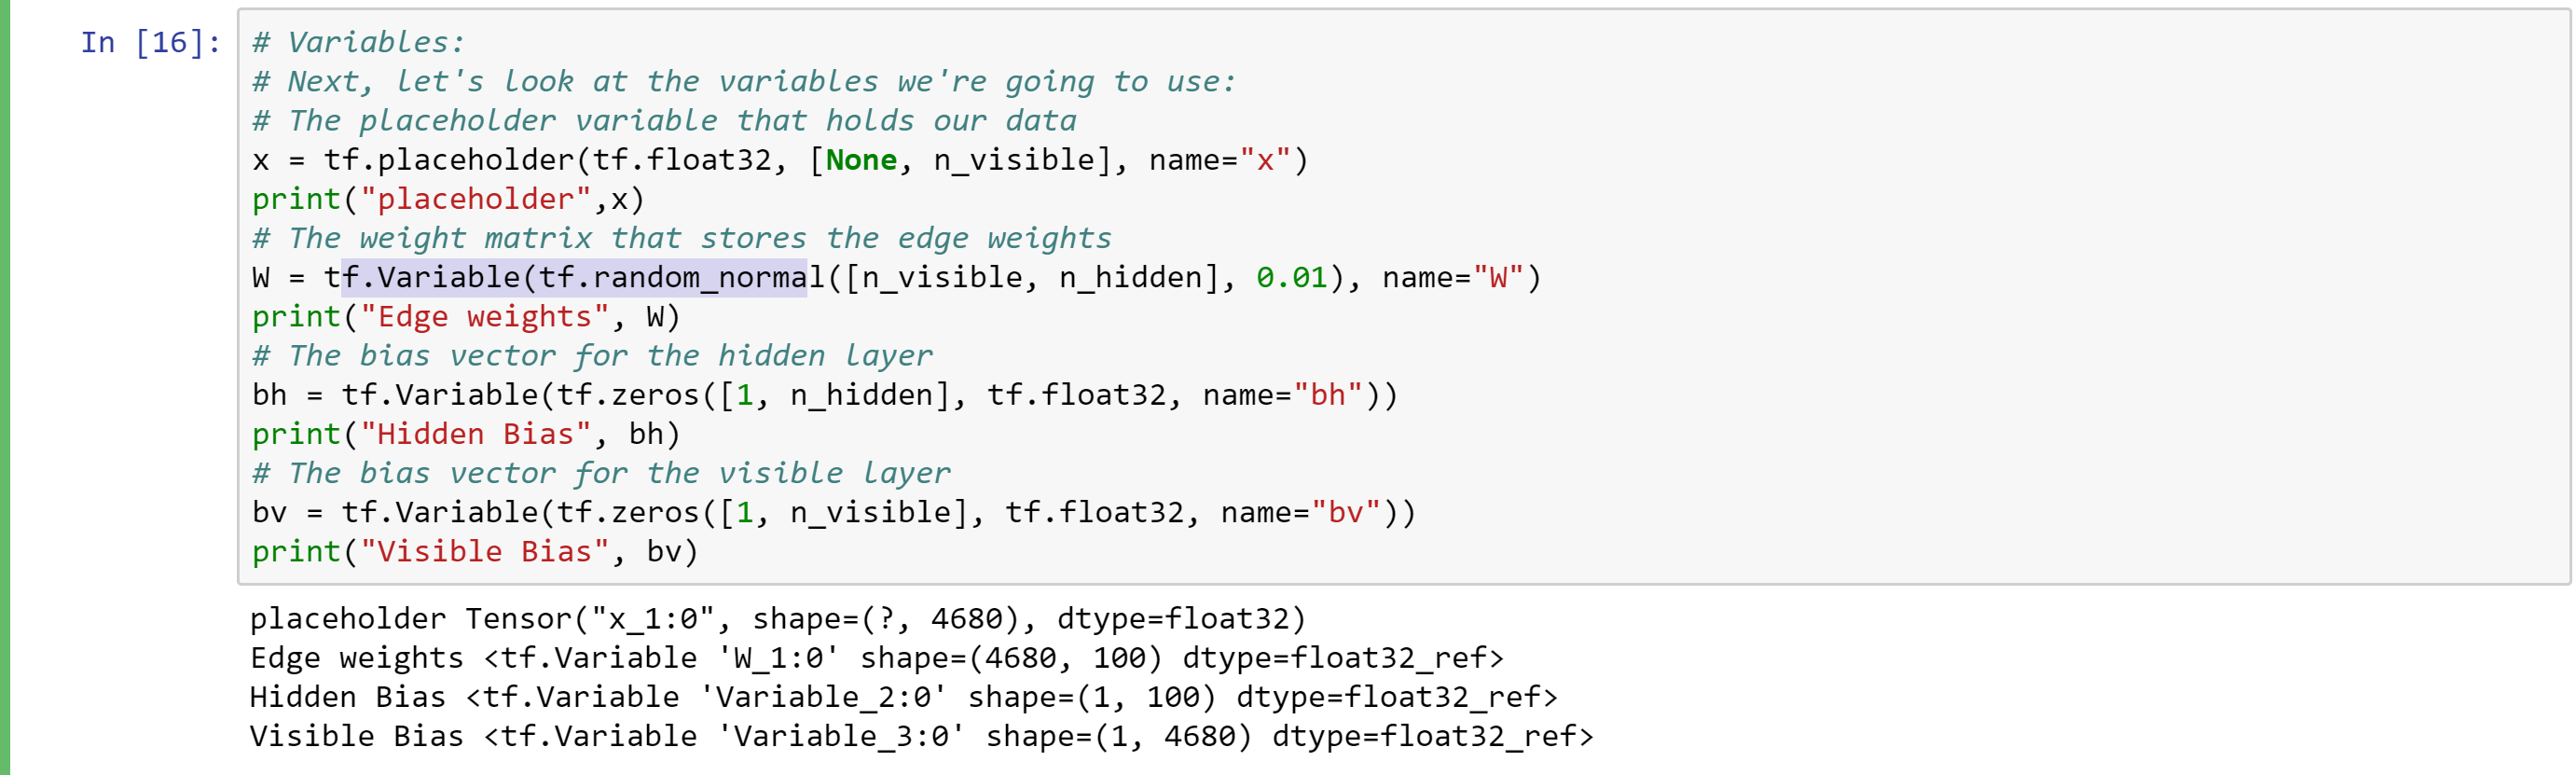 In [16]:
# Variables:
# Next, let's look at the variables we're going to use:
# The placeholder variable that holds our data
x = tf.placeholder(tf.float32, [None, n_visible], name="x")
print("placeholder",x)
# The weight matrix that stores the edge weights
W = tf.Variable(tf.random_normal([n_visible, n_hidden], 0.01), name="W")
print("Edge weights", W)
# The bias vector for the hidden layer
bh = tf.Variable(tf.zeros([1, n_hidden], tf.float32, name="bh"))
print("Hidden Bias", bh)
# The bias vector for the visible layer
bv = tf.Variable(tf.zeros([1, n_visible], tf.float32, name="bv"))
print("Visible Bias", bv)
placeholder Tensor("x_1:0", shape=(?, 4680), dtype=float32)
Edge weights <tf.Variable 'W_1:0' shape=(4680, 100) dtype=float32_ref>
Hidden Bias <tf.Variable 'Variable_2:0' shape=(1, 100) dtype=float32_ref>
Visible Bias <tf.Variable 'Variable_3:0' shape=(1, 4680) dtype=float32_ref>